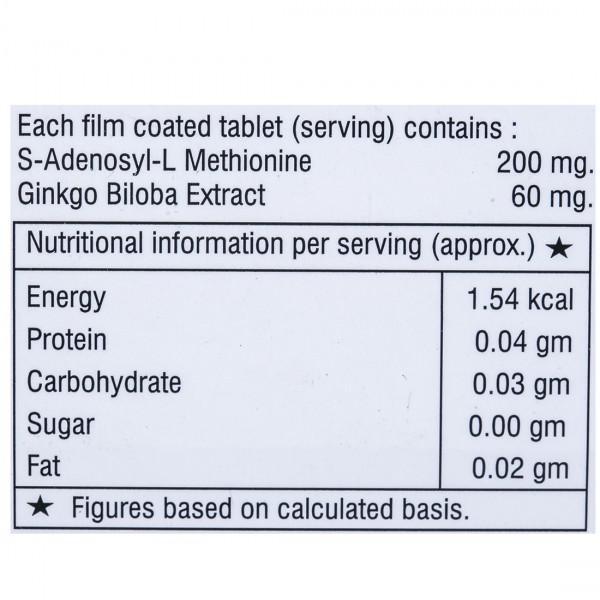 Each film coated tablet (serving) contains :
S-Adenosyl-L Methionine 200 mg.
Ginkgo Biloba Extract 60 mg.
Nutritional information per serving (approx.) ★
Energy 1.54 kcal
Protein 0.04 gm
Carbohydrate 0.03 gm
Sugar 0.00 gm
Fat 0.02 gm
★ Figures based on calculated basis.